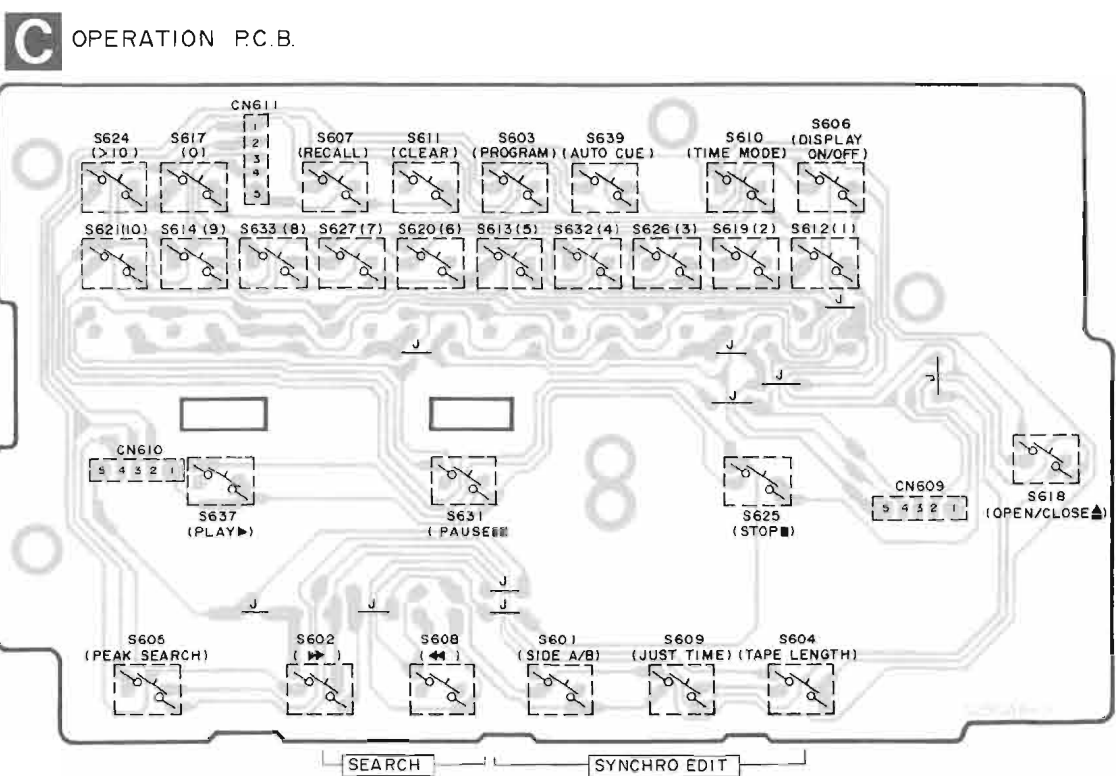 C OPERATION P.C.B.
CN611
1
2
3
4
5
S624
(>10)
S617
(0)
S607
(RECALL)
S611
(CLEAR)
S603
(PROGRAM)
S639
(AUTO CUE)
S610
(TIME MODE)
S606
(DISPLAY
ON/OFF)
S621(10) S614(9) S633(8) S627(7) S620(6) S613(5) S632(4) S626(3) S619(2) S612(1)
J
J
J
J
J
J
CN610
5 4 3 2 1
S637
(PLAY▶)
S631
(PAUSE▮▮)
S625
(STOP■)
CN609
5 4 3 2 1
S618
(OPEN/CLOSE⏏)
J
J
J
J
S605
(PEAK SEARCH)
S602
(▶▶)
S608
(◀◀)
S601
(SIDE A/B)
S609
(JUST TIME)
S604
(TAPE LENGTH)
SEARCH
SYNCHRO EDIT